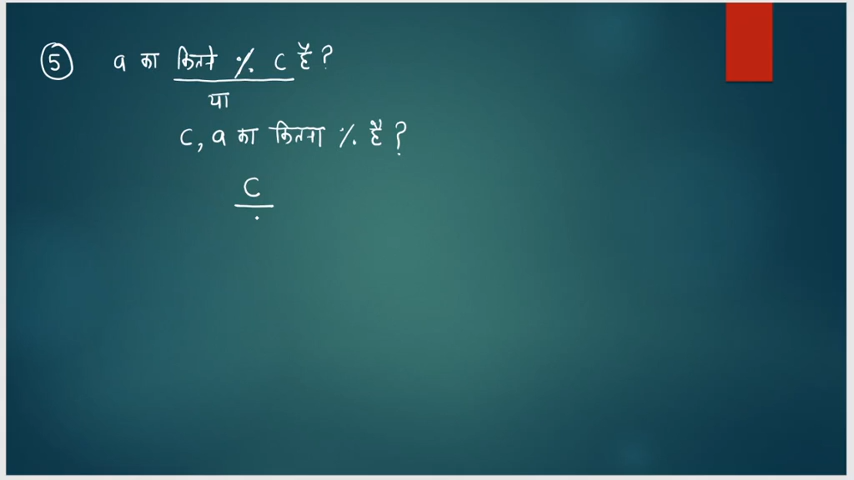 5 a का कितने % c है?
या
c, a का कितना % है?
c